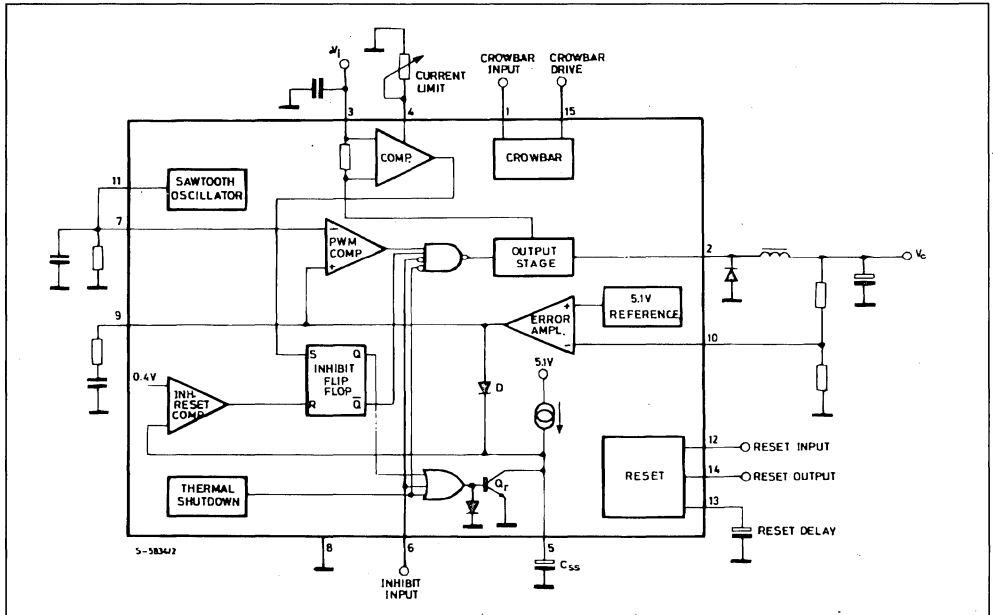 Vi
CURRENT LIMIT
CROWBAR INPUT
CROWBAR DRIVE
3
4
1
15
COMP.
CROWBAR
11
SAWTOOTH OSCILLATOR
7
-
PWM COMP
+
OUTPUT STAGE
2
9
+
ERROR AMPL.
-
5.1V REFERENCE
10
0.4V
INH. RESET COMP.
S
Q
INHIBIT FLIP FLOP
R
Q
D
5.1V
THERMAL SHUTDOWN
Qr
RESET
12
RESET INPUT
14
RESET OUTPUT
13
RESET DELAY
S-5834/2
8
6
INHIBIT INPUT
5
CSS